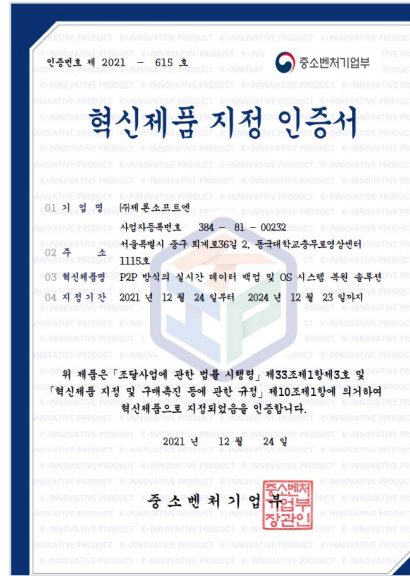 인증번호 제 2021 - 615 호
중소벤처기업부
혁신제품 지정 인증서
01 기 업 명 ㈜제론소프트엔
사업자등록번호 384 - 81 - 00232
02 주 소 서울특별시 중구 퇴계로36길 2, 동국대학교충무로영상센터
1115호
03 혁신제품명 P2P 방식의 실시간 데이터 백업 및 OS 시스템 복원 솔루션
04 지정기간 2021 년 12 월 24 일부터 2024 년 12 월 23 일까지
위 제품은 「조달사업에 관한 법률 시행령」 제33조제1항제3호 및
「혁신제품 지정 및 구매촉진 등에 관한 규정」 제10조제1항에 의거하여
혁신제품으로 지정되었음을 인증합니다.
2021 년 12 월 24 일
중 소 벤 처 기 업 부
중소벤처
기업부
장관인